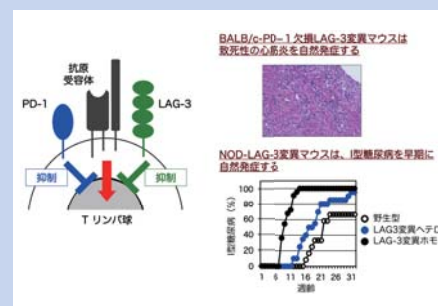 抗原
受容体
PD-1
LAG-3
抑制
抑制
T リンパ球
BALB/c-PD-1欠損LAG-3変異マウスは
致死性の心筋炎を自然発症する
NOD-LAG-3変異マウスは、I型糖尿病を早期に
自然発症する
I型糖尿病 (%)
100
80
60
40
20
0
1 6 11 16 21 26 31
週齢
野生型
LAG3変異ヘテロ
LAG-3変異ホモ